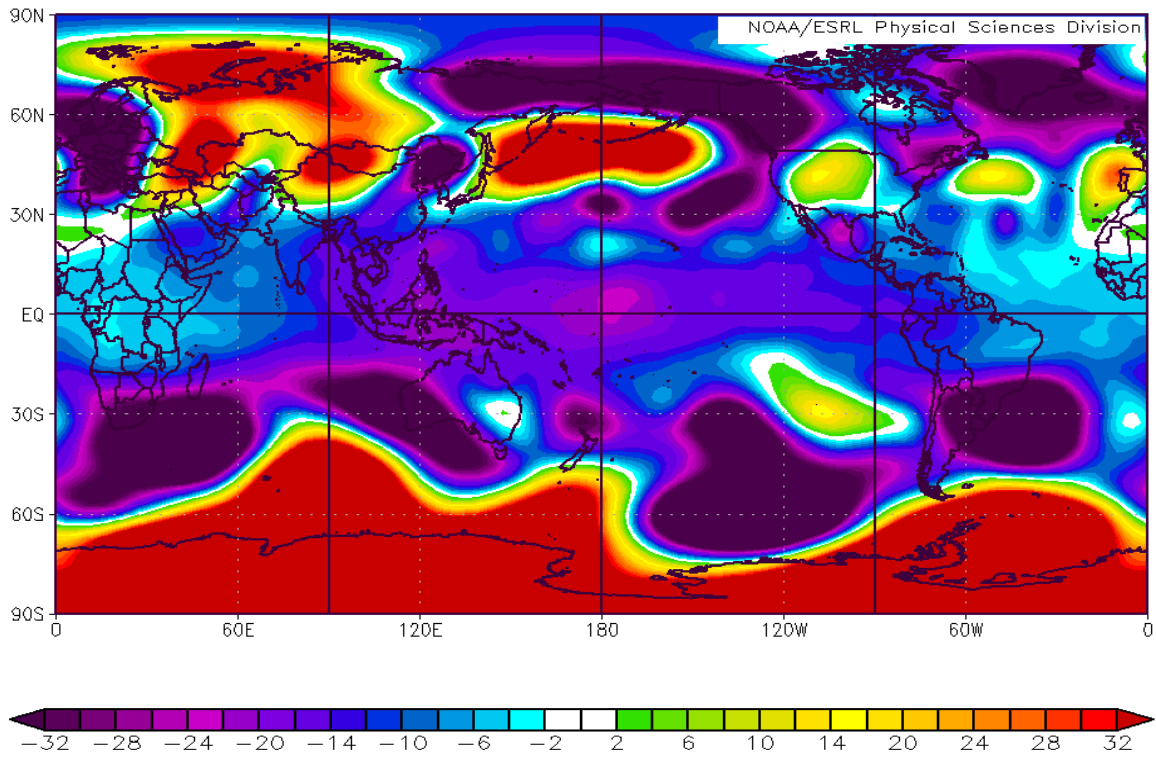 NOAA/ESRL Physical Sciences Division
90N
60N
30N
EQ
30S
60S
90S
0 60E 120E 180 120W 60W 0
-32 -28 -24 -20 -14 -10 -6 -2 2 6 10 14 20 24 28 32